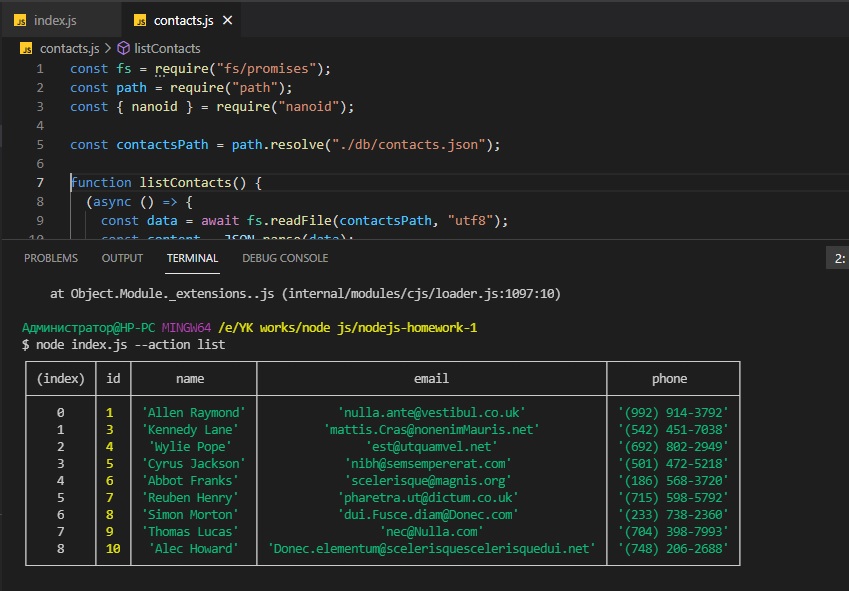 JS index.js JS contacts.js ×
JS contacts.js > listContacts
1 const fs = require("fs/promises");
2 const path = require("path");
3 const { nanoid } = require("nanoid");
4
5 const contactsPath = path.resolve("./db/contacts.json");
6
7 function listContacts() {
8 (async () => {
9 const data = await fs.readFile(contactsPath, "utf8");
10 const content = JSON.parse(data);
PROBLEMS OUTPUT TERMINAL DEBUG CONSOLE 2:
at Object.Module._extensions..js (internal/modules/cjs/loader.js:1097:10)
Администратор@HP-PC MINGW64 /e/YK works/node js/nodejs-homework-1
$ node index.js --action list
(index) id name email phone
0 1 'Allen Raymond' 'nulla.ante@vestibul.co.uk' '(992) 914-3792'
1 3 'Kennedy Lane' 'mattis.Cras@nonenimMauris.net' '(542) 451-7038'
2 4 'Wylie Pope' 'est@utquamvel.net' '(692) 802-2949'
3 5 'Cyrus Jackson' 'nibh@semsempererat.com' '(501) 472-5218'
4 6 'Abbot Franks' 'scelerisque@magnis.org' '(186) 568-3720'
5 7 'Reuben Henry' 'pharetra.ut@dictum.co.uk' '(715) 598-5792'
6 8 'Simon Morton' 'dui.Fusce.diam@Donec.com' '(233) 738-2360'
7 9 'Thomas Lucas' 'nec@Nulla.com' '(704) 398-7993'
8 10 'Alec Howard' 'Donec.elementum@scelerisquescelerisquedui.net' '(748) 206-2688'